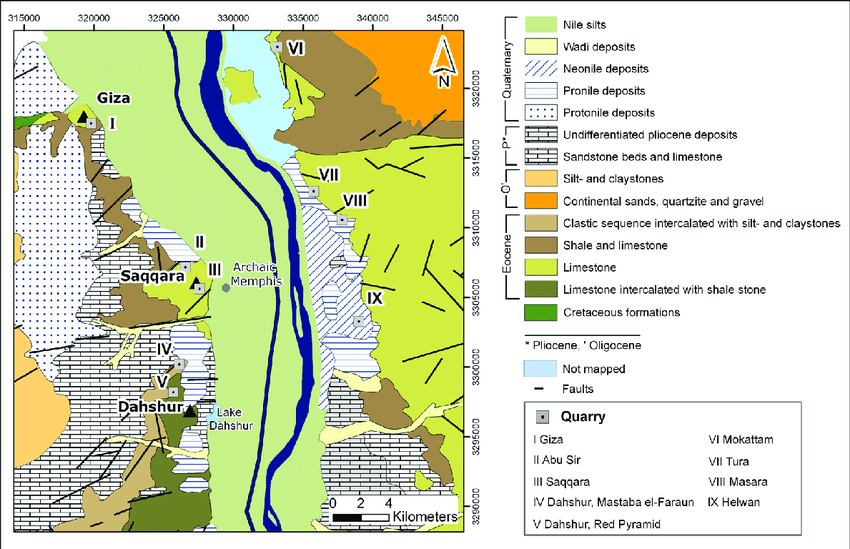 315000 320000 325000 330000 335000 340000 345000
3320000
3315000
3310000
3305000
3300000
3295000
3290000
N
VI
Giza
I
VII
VIII
II
Saqqara
III
Archaic
Memphis
IX
IV
V
Dahshur
Lake
Dahshur
0 2 4
Kilometers
Quaternary
Nile silts
Wadi deposits
Neonile deposits
Pronile deposits
Protonile deposits
P*
Undifferentiated pliocene deposits
Sandstone beds and limestone
O'
Silt- and claystones
Continental sands, quartzite and gravel
Eocene
Clastic sequence intercalated with silt- and claystones
Shale and limestone
Limestone
Limestone intercalated with shale stone
Cretaceous formations
* Pliocene, ' Oligocene
Not mapped
Faults
Quarry
I Giza
II Abu Sir
III Saqqara
IV Dahshur, Mastaba el-Faraun
V Dahshur, Red Pyramid
VI Mokattam
VII Tura
VIII Masara
IX Helwan